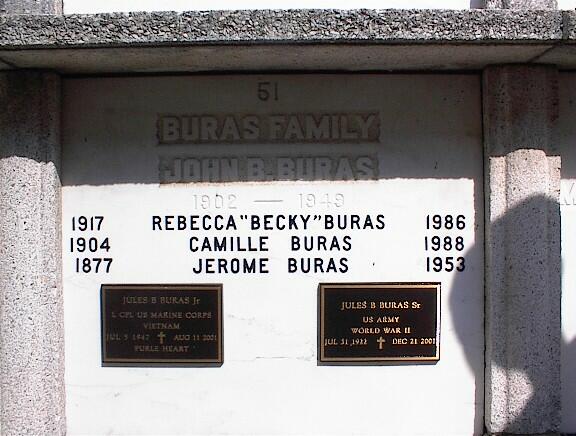 51
BURAS FAMILY
JOHN B. BURAS
1902 — 1949
1917 REBECCA "BECKY" BURAS 1986
1904 CAMILLE BURAS 1988
1877 JEROME BURAS 1953
JULES B BURAS Jr
L CPL US MARINE CORPS
VIETNAM
JUL 5 1947 ✝ AUG 11 2001
PURLE HEART
JULES B BURAS Sr
US ARMY
WORLD WAR II
JUL 31 1922 ✝ DEC 21 2001
M